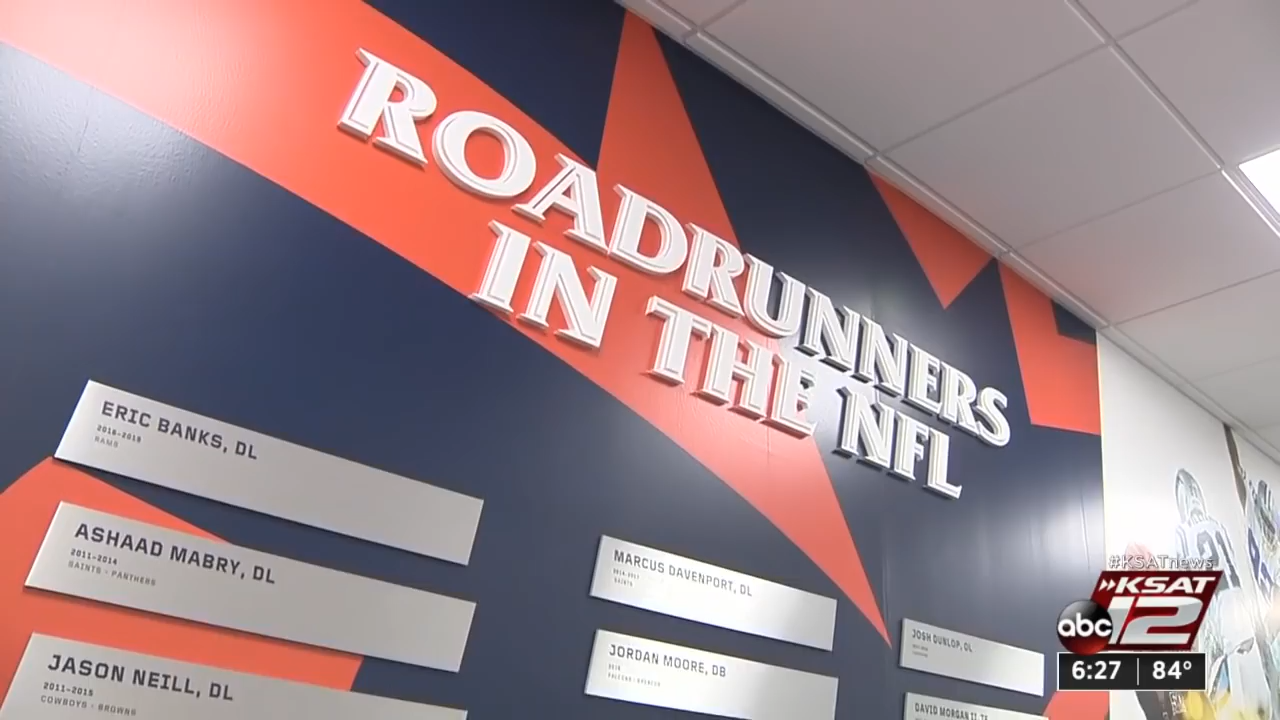 ROADRUNNERS
IN THE NFL
ERIC BANKS, DL
RAMS
ASHAAD MABRY, DL
2011-2014
SAINTS · PANTHERS
JASON NEILL, DL
2011-2015
COWBOYS · BROWNS
MARCUS DAVENPORT, DL
SAINTS
JORDAN MOORE, DB
JOSH DUNLOP, OL
DAVID MORGAN II, TE
#KSATnews
KSAT
abc 12
6:27 84°